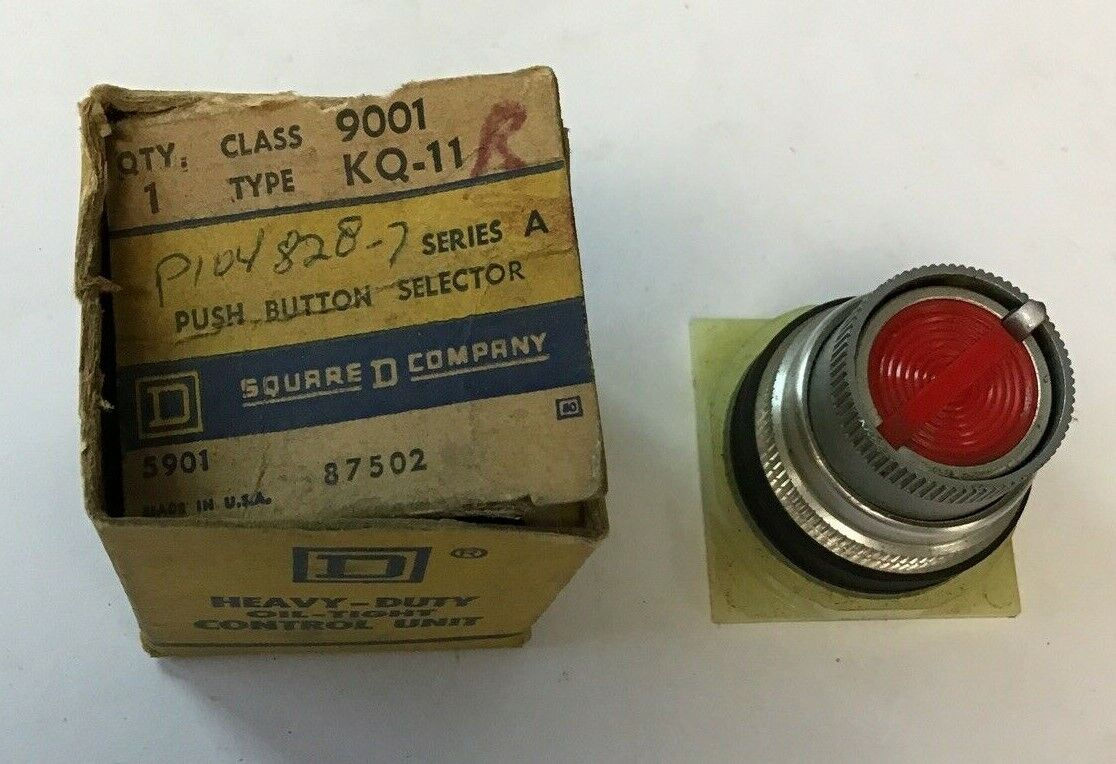 QTY. CLASS 9001
1 TYPE KQ-11 R
P104828-7 SERIES A
PUSH BUTTON SELECTOR
D SQUARE D COMPANY
5901 87502
MADE IN U.S.A.
D ®
HEAVY-DUTY
OIL-TIGHT
CONTROL UNIT